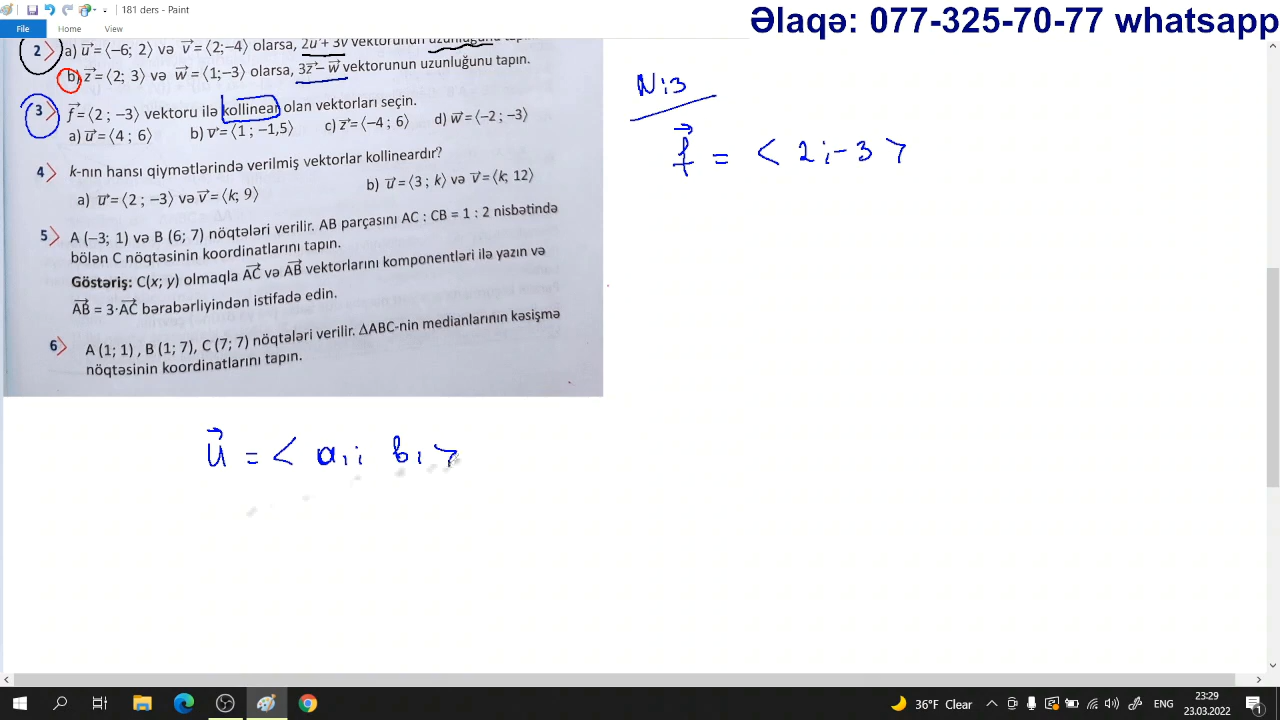 181 ders - Paint
Əlaqə: 077-325-70-77 whatsapp
File Home View
2 a) u⃗ = ⟨–6; 2⟩ və v⃗ = ⟨2;–4⟩ olarsa, 2u⃗ + 3v⃗ vektorunun uzunluğunu
b) z⃗ = ⟨2; 3⟩ və w⃗ = ⟨1;–3⟩ olarsa, 3z⃗ – w⃗ vektorunun uzunluğunu tapın.
3 f⃗ = ⟨2 ; –3⟩ vektoru ilə kollinear olan vektorları seçin.
a) u⃗ = ⟨4 ; 6⟩ b) v⃗ = ⟨1 ; –1,5⟩ c) z⃗ = ⟨–4 ; 6⟩ d) w⃗ = ⟨–2 ; –3⟩
4 k-nın hansı qiymətlərində verilmiş vektorlar kollineardır?
a) u⃗ = ⟨2 ; –3⟩ və v⃗ = ⟨k; 9⟩ b) u⃗ = ⟨3 ; k⟩ və v⃗ = ⟨k; 12⟩
5 A (–3; 1) və B (6; 7) nöqtələri verilir. AB parçasını AC : CB = 1 : 2 nisbətində
bölən C nöqtəsinin koordinatlarını tapın.
Göstəriş: C(x; y) olmaqla A͞C⃗ və A͞B⃗ vektorlarını komponentləri ilə yazın və
A͞B⃗ = 3·A͞C⃗ bərabərliyindən istifadə edin.
6 A (1; 1) , B (1; 7), C (7; 7) nöqtələri verilir. ΔABC-nin medianlarının kəsişmə
nöqtəsinin koordinatlarını tapın.
N:3
f⃗ = < 2 ; -3 >
u⃗ = < a₁ ; b₁ >
36°F Clear ENG 23:29
23.03.2022
1